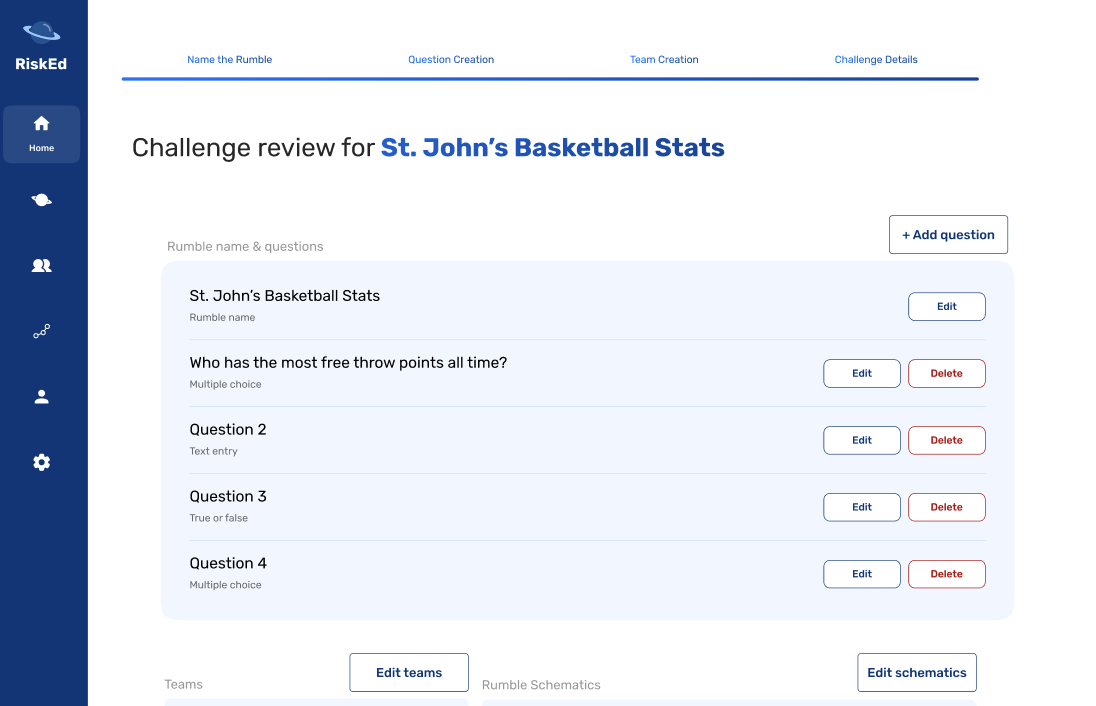 RiskEd
Home
Name the Rumble
Question Creation
Team Creation
Challenge Details
Challenge review for St. John’s Basketball Stats
Rumble name & questions
+ Add question
St. John’s Basketball Stats
Rumble name
Edit
Who has the most free throw points all time?
Multiple choice
Edit
Delete
Question 2
Text entry
Edit
Delete
Question 3
True or false
Edit
Delete
Question 4
Multiple choice
Edit
Delete
Teams
Edit teams
Rumble Schematics
Edit schematics